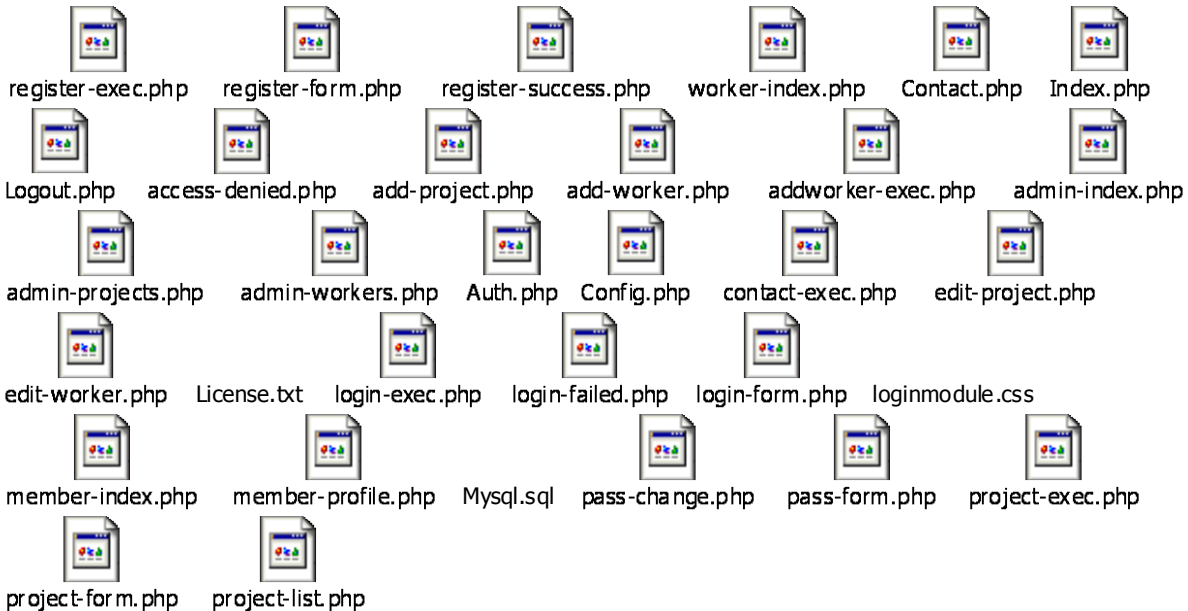 register-exec.php register-form.php register-success.php worker-index.php Contact.php Index.php
Logout.php access-denied.php add-project.php add-worker.php addworker-exec.php admin-index.php
admin-projects.php admin-workers.php Auth.php Config.php contact-exec.php edit-project.php
edit-worker.php License.txt login-exec.php login-failed.php login-form.php loginmodule.css
member-index.php member-profile.php Mysql.sql pass-change.php pass-form.php project-exec.php
project-form.php project-list.php